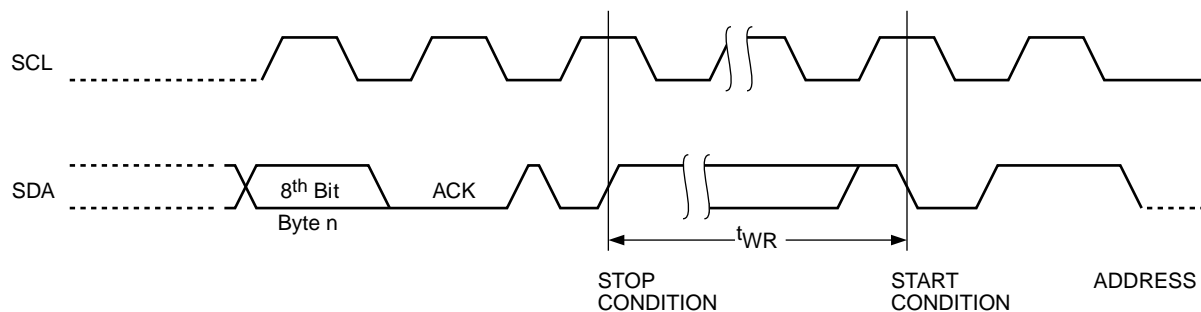 SCL
SDA
8th Bit
ACK
Byte n
tWR
STOP
CONDITION
START
CONDITION
ADDRESS